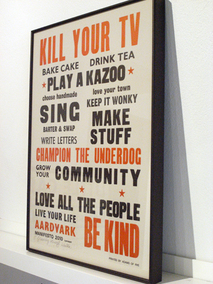 KILL YOUR TV
BAKE CAKE DRINK TEA
★ PLAY A KAZOO ★
choose handmade love your town
SING KEEP IT WONKY
BARTER & SWAP MAKE
WRITE LETTERS STUFF
CHAMPION THE UNDERDOG
GROW YOUR COMMUNITY
LOVE ALL THE PEOPLE
LIVE YOUR LIFE
AARDVARK BE KIND
MANIFESTO